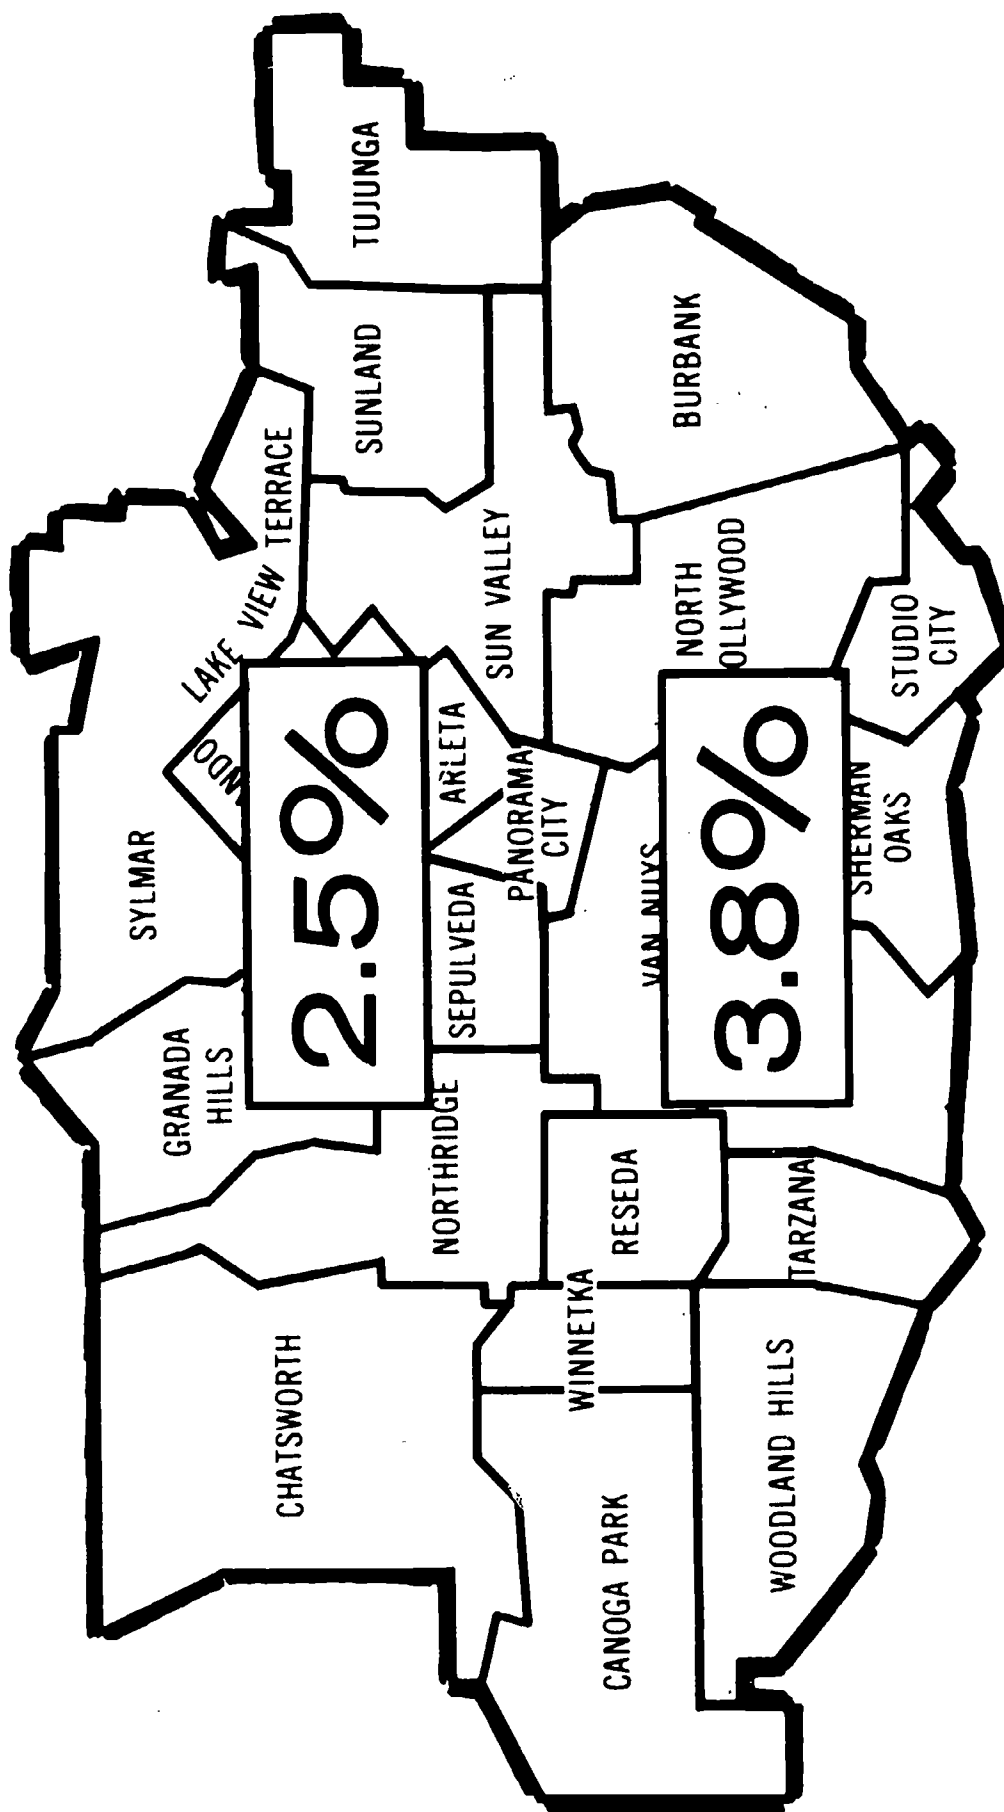 SYLMAR
LAKE VIEW TERRACE
TUJUNGA
SUNLAND
GRANADA
HILLS
NDO
2.5%
CHATSWORTH
NORTHRIDGE
SEPULVEDA
ARLETA
PANORAMA
CITY
SUN VALLEY
WINNETKA
RESEDA
VAN NUYS
NORTH
OLLYWOOD
BURBANK
CANOGA PARK
3.8%
WOODLAND HILLS
TARZANA
SHERMAN
OAKS
STUDIO
CITY